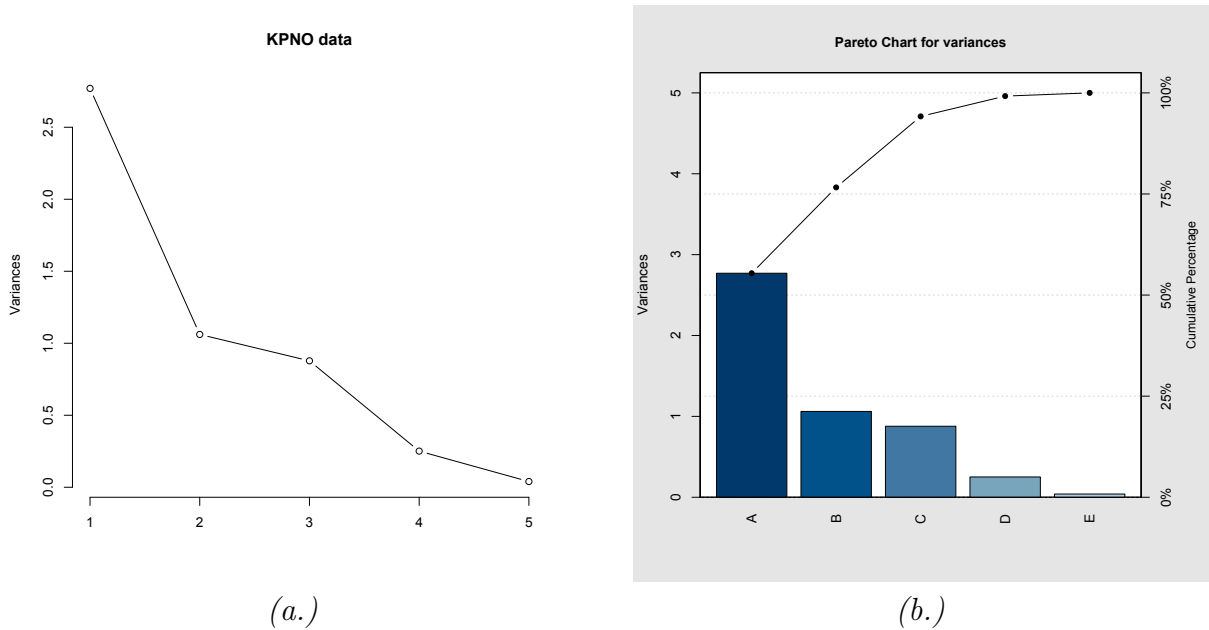 KPNO data
Variances
2.5
2.0
1.5
1.0
0.5
0.0
1 2 3 4 5
(a.)
Pareto Chart for variances
Variances
5
4
3
2
1
0
100%
75%
50%
25%
0%
Cumulative Percentage
A B C D E
(b.)